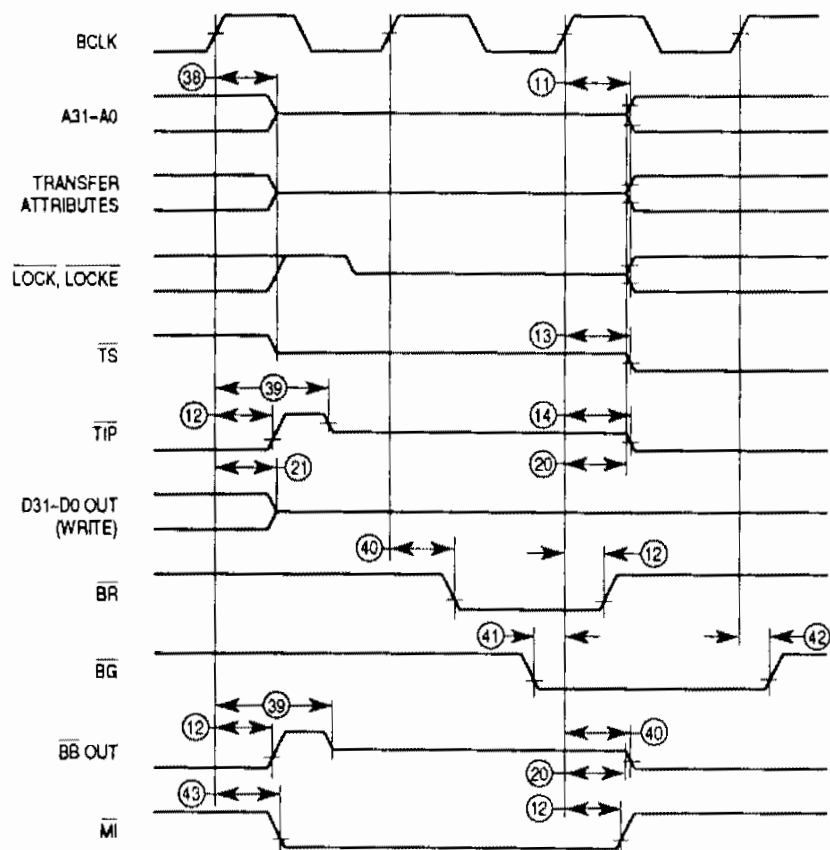 BCLK
38
11
A31–A0
TRANSFER
ATTRIBUTES
LOCK, LOCKE
13
TS
39
12
14
TIP
21
20
D31–D0 OUT
(WRITE)
40
12
BR
41
42
BG
39
12
40
BB OUT
20
43
12
MI